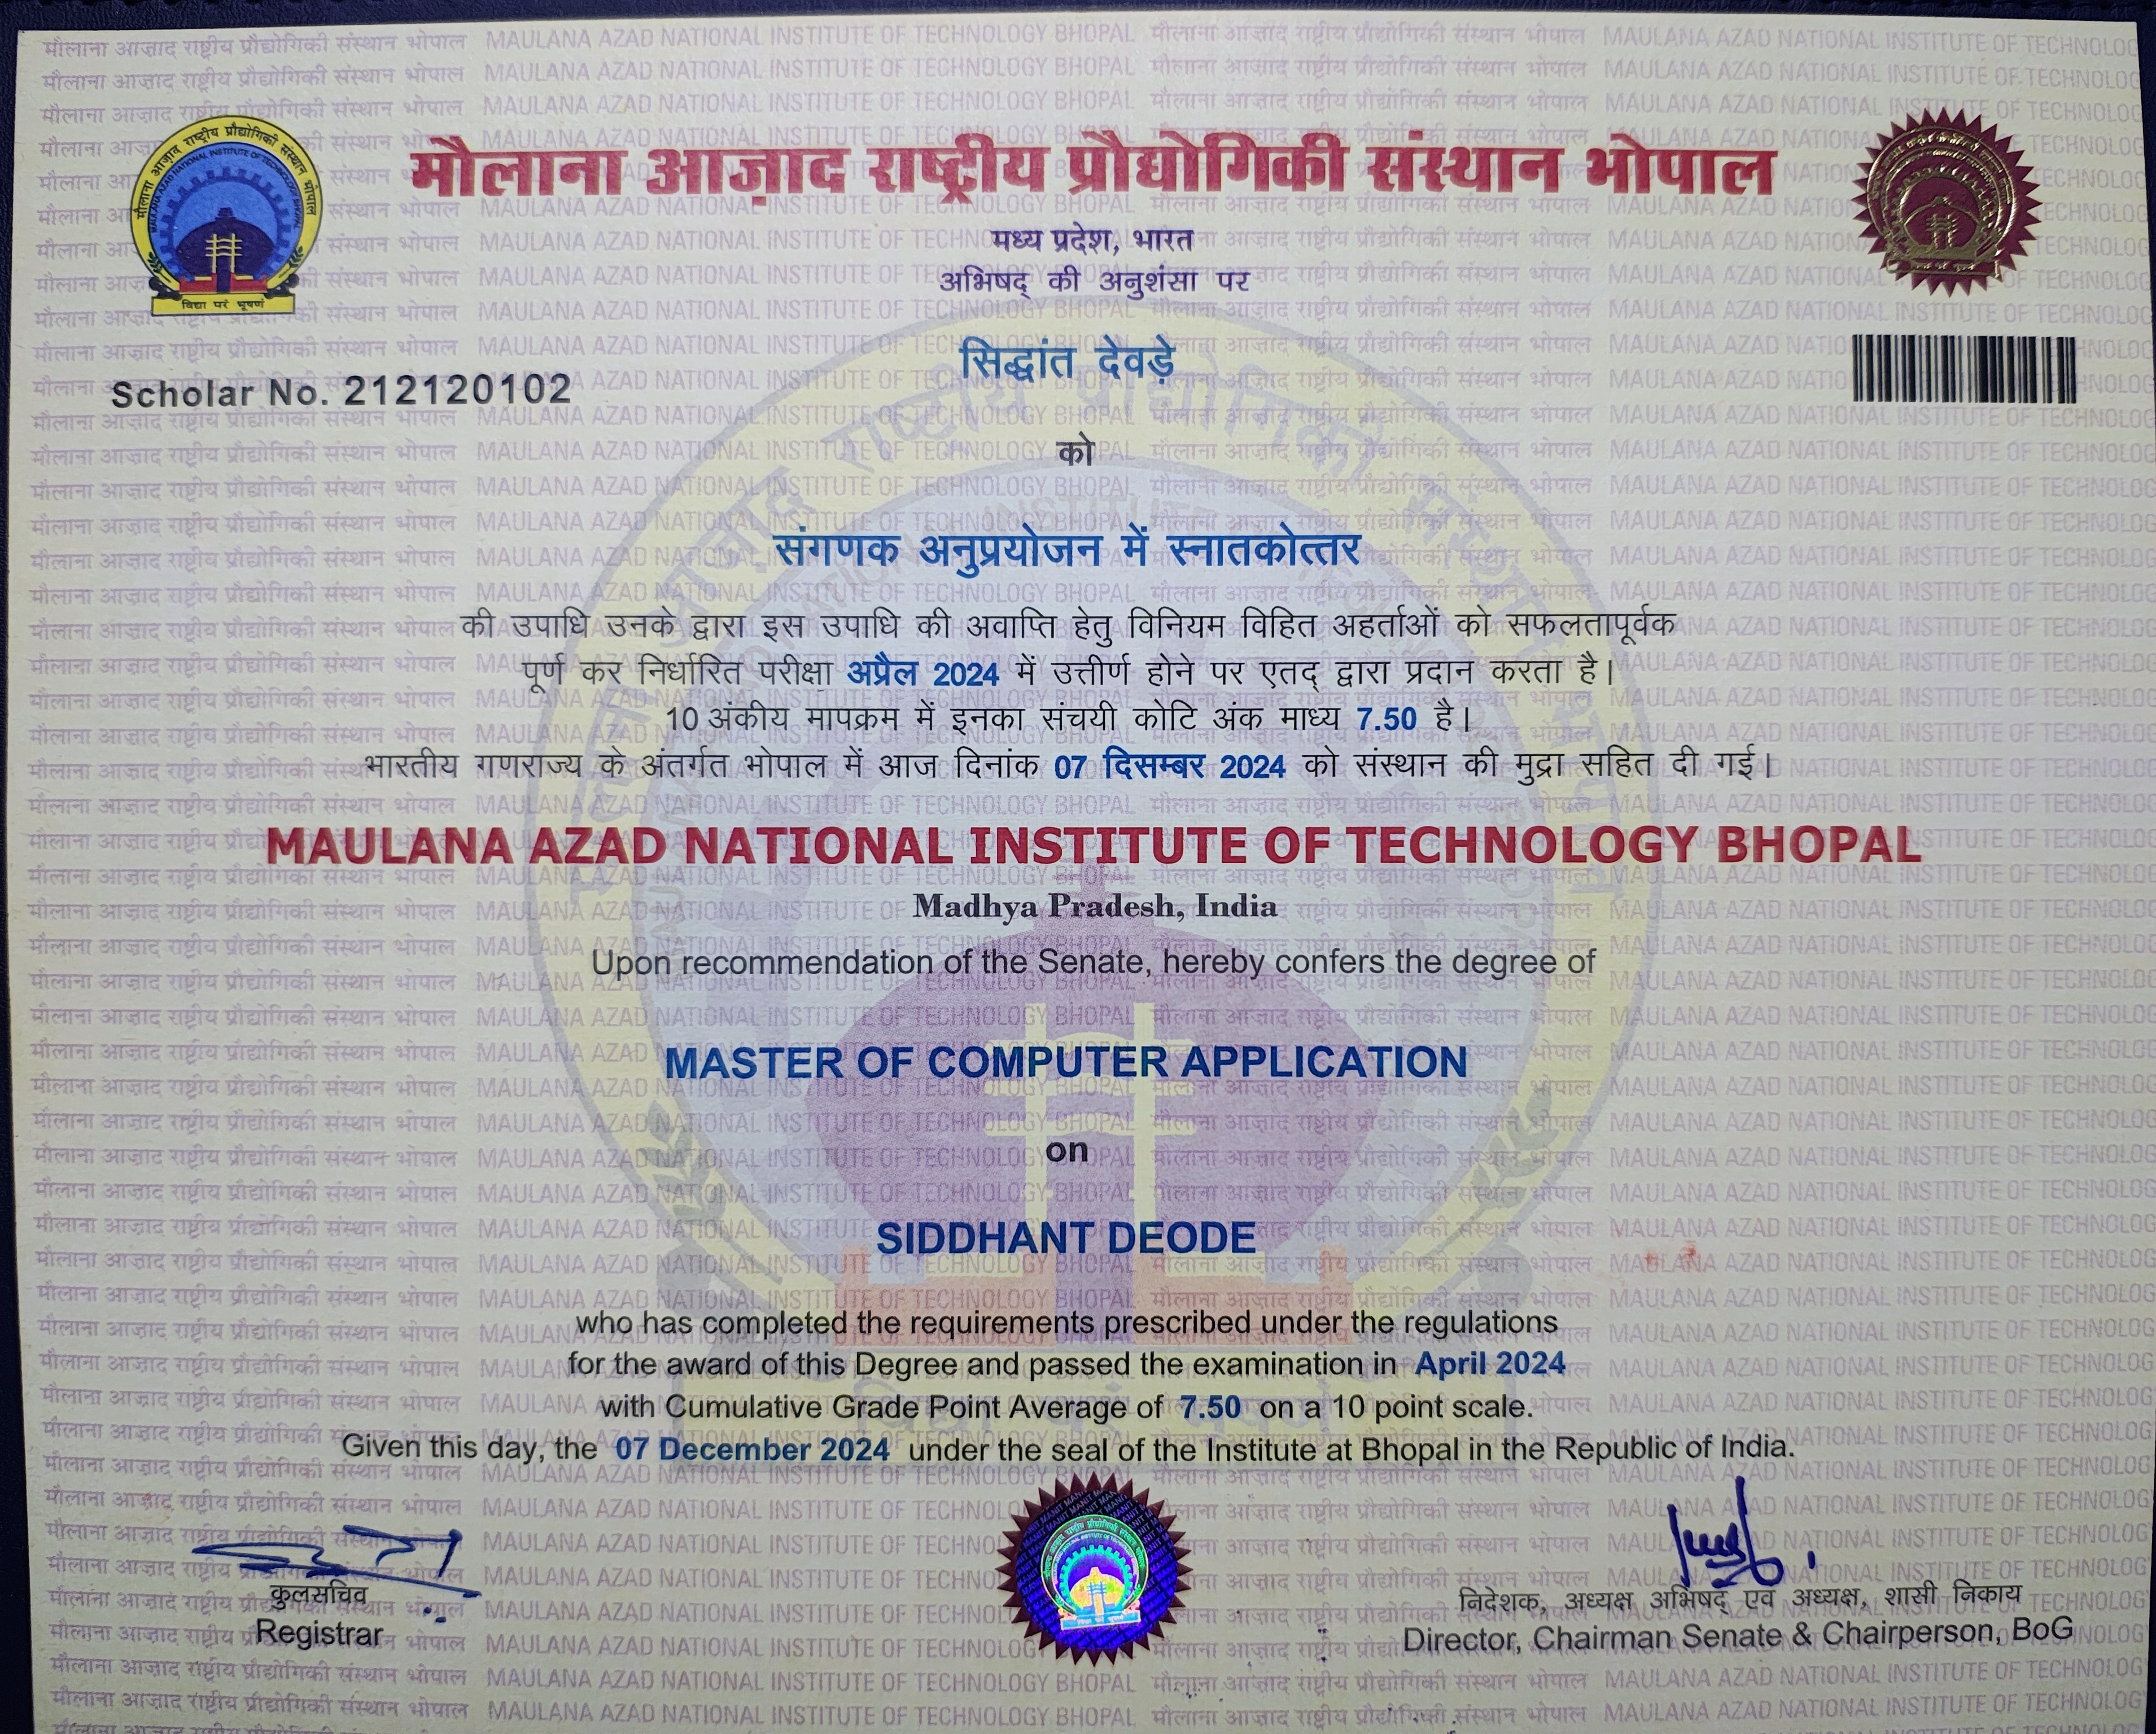 मौलाना आज़ाद राष्ट्रीय प्रौद्योगिकी संस्थान भोपाल
मध्य प्रदेश, भारत
अभिषद् की अनुशंसा पर
सिद्धांत देवड़े
Scholar No. 212120102
को
संगणक अनुप्रयोजन में स्नातकोत्तर
की उपाधि उनके द्वारा इस उपाधि की अवाप्ति हेतु विनियम विहित अहर्ताओं को सफलतापूर्वक
पूर्ण कर निर्धारित परीक्षा अप्रैल 2024 में उत्तीर्ण होने पर एतद् द्वारा प्रदान करता है।
10 अंकीय मापक्रम में इनका संचयी कोटि अंक माध्य 7.50 है।
भारतीय गणराज्य के अंतर्गत भोपाल में आज दिनांक 07 दिसम्बर 2024 को संस्थान की मुद्रा सहित दी गई।
MAULANA AZAD NATIONAL INSTITUTE OF TECHNOLOGY BHOPAL
Madhya Pradesh, India
Upon recommendation of the Senate, hereby confers the degree of
MASTER OF COMPUTER APPLICATION
on
SIDDHANT DEODE
who has completed the requirements prescribed under the regulations
for the award of this Degree and passed the examination in April 2024
with Cumulative Grade Point Average of 7.50 on a 10 point scale.
Given this day, the 07 December 2024 under the seal of the Institute at Bhopal in the Republic of India.
कुलसचिव
Registrar
निदेशक, अध्यक्ष अभिषद् एवं अध्यक्ष, शासी निकाय
Director, Chairman Senate & Chairperson, BoG
विद्या परं भूषणं